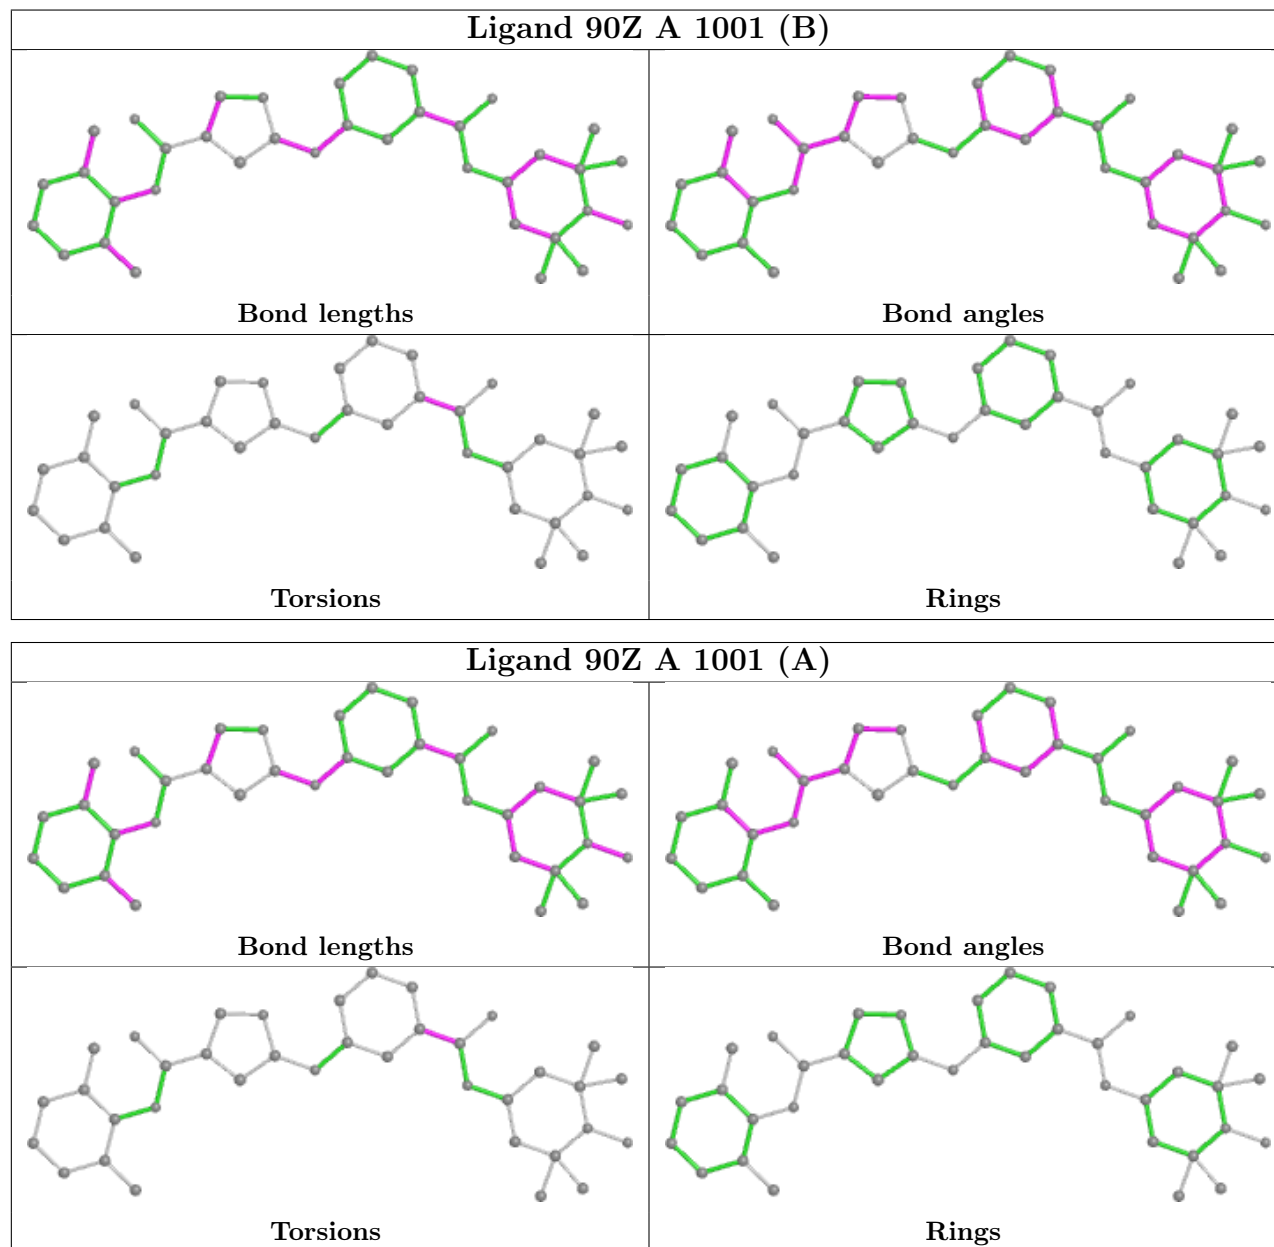 Ligand 90Z A 1001 (B)
Bond lengths
Bond angles
Torsions
Rings
Ligand 90Z A 1001 (A)
Bond lengths
Bond angles
Torsions
Rings